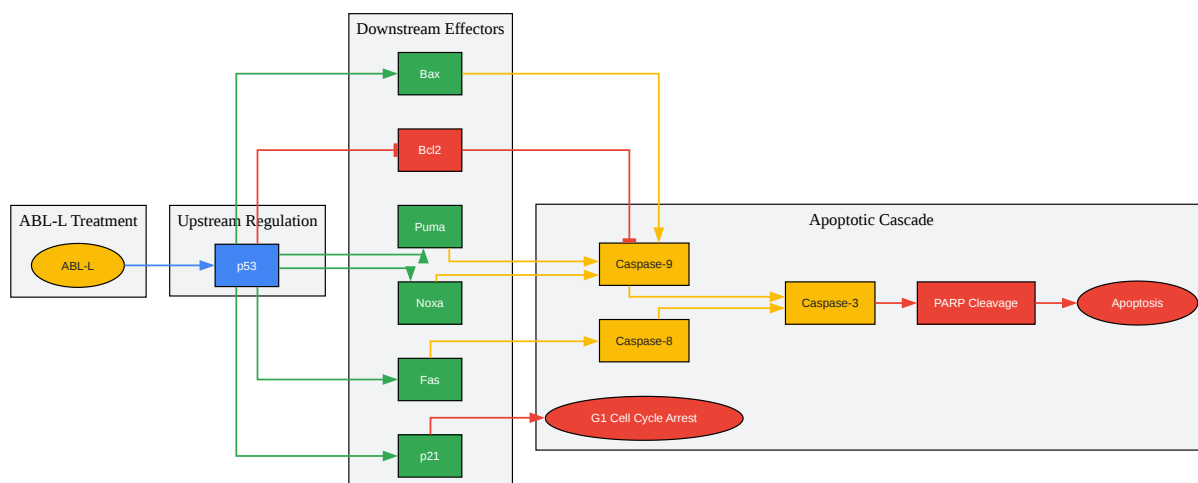 ABL-L Treatment
ABL-L
Upstream Regulation
p53
Downstream Effectors
Bax
Bcl2
Puma
Noxa
Fas
p21
Apoptotic Cascade
Caspase-9
Caspase-8
G1 Cell Cycle Arrest
Caspase-3
PARP Cleavage
Apoptosis